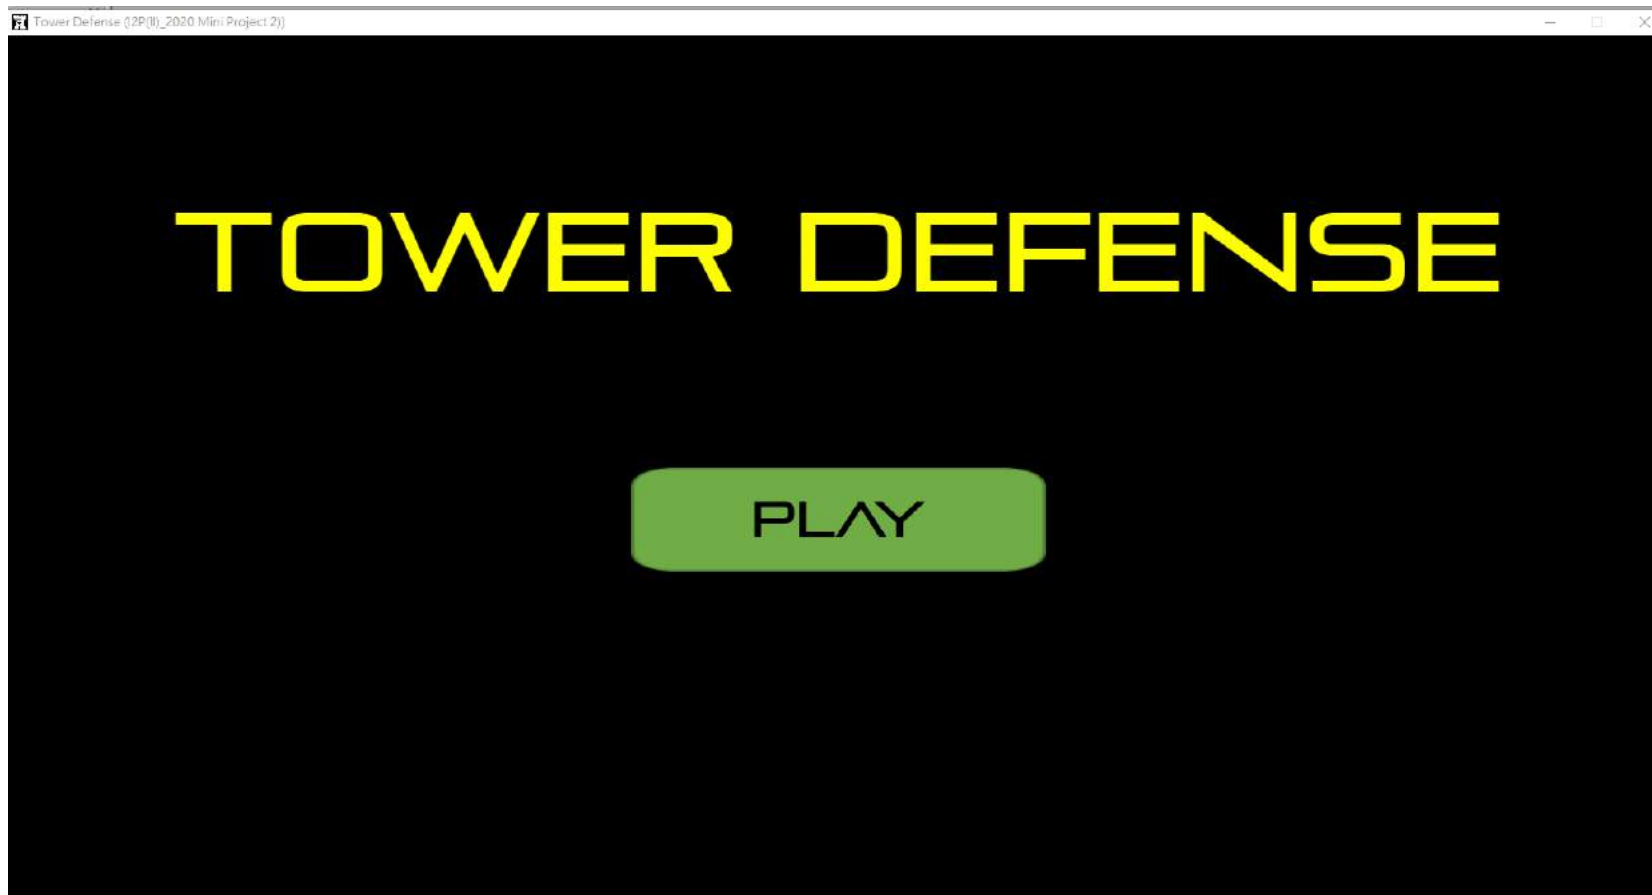 Tower Defense (I2P(II)_2020 Mini Project 2))
TOWER DEFENSE
PLAY